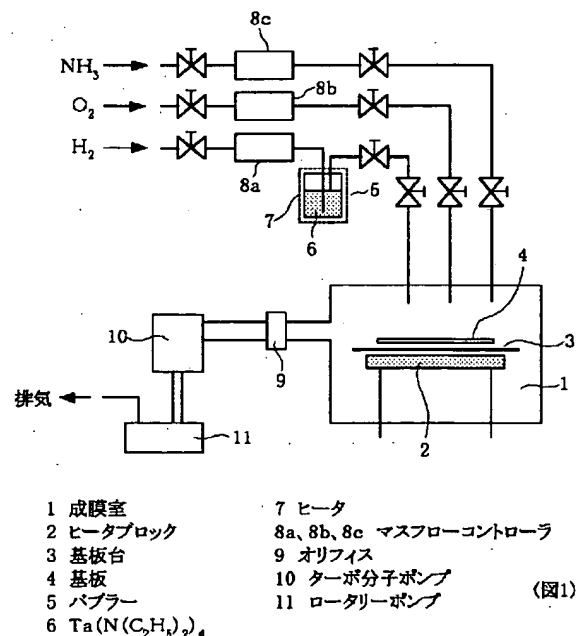 8c
NH₃
8b
O₂
H₂
8a
7
5
6
4
10
3
9
1
排気
11
2
1 成膜室
2 ヒータブロック
3 基板台
4 基板
5 バブラー
6 Ta(N(C₂H₅)₂)₄
7 ヒータ
8a、8b、8c マスフローコントローラ
9 オリフィス
10 ターボ分子ポンプ
11 ロータリーポンプ
(図1)